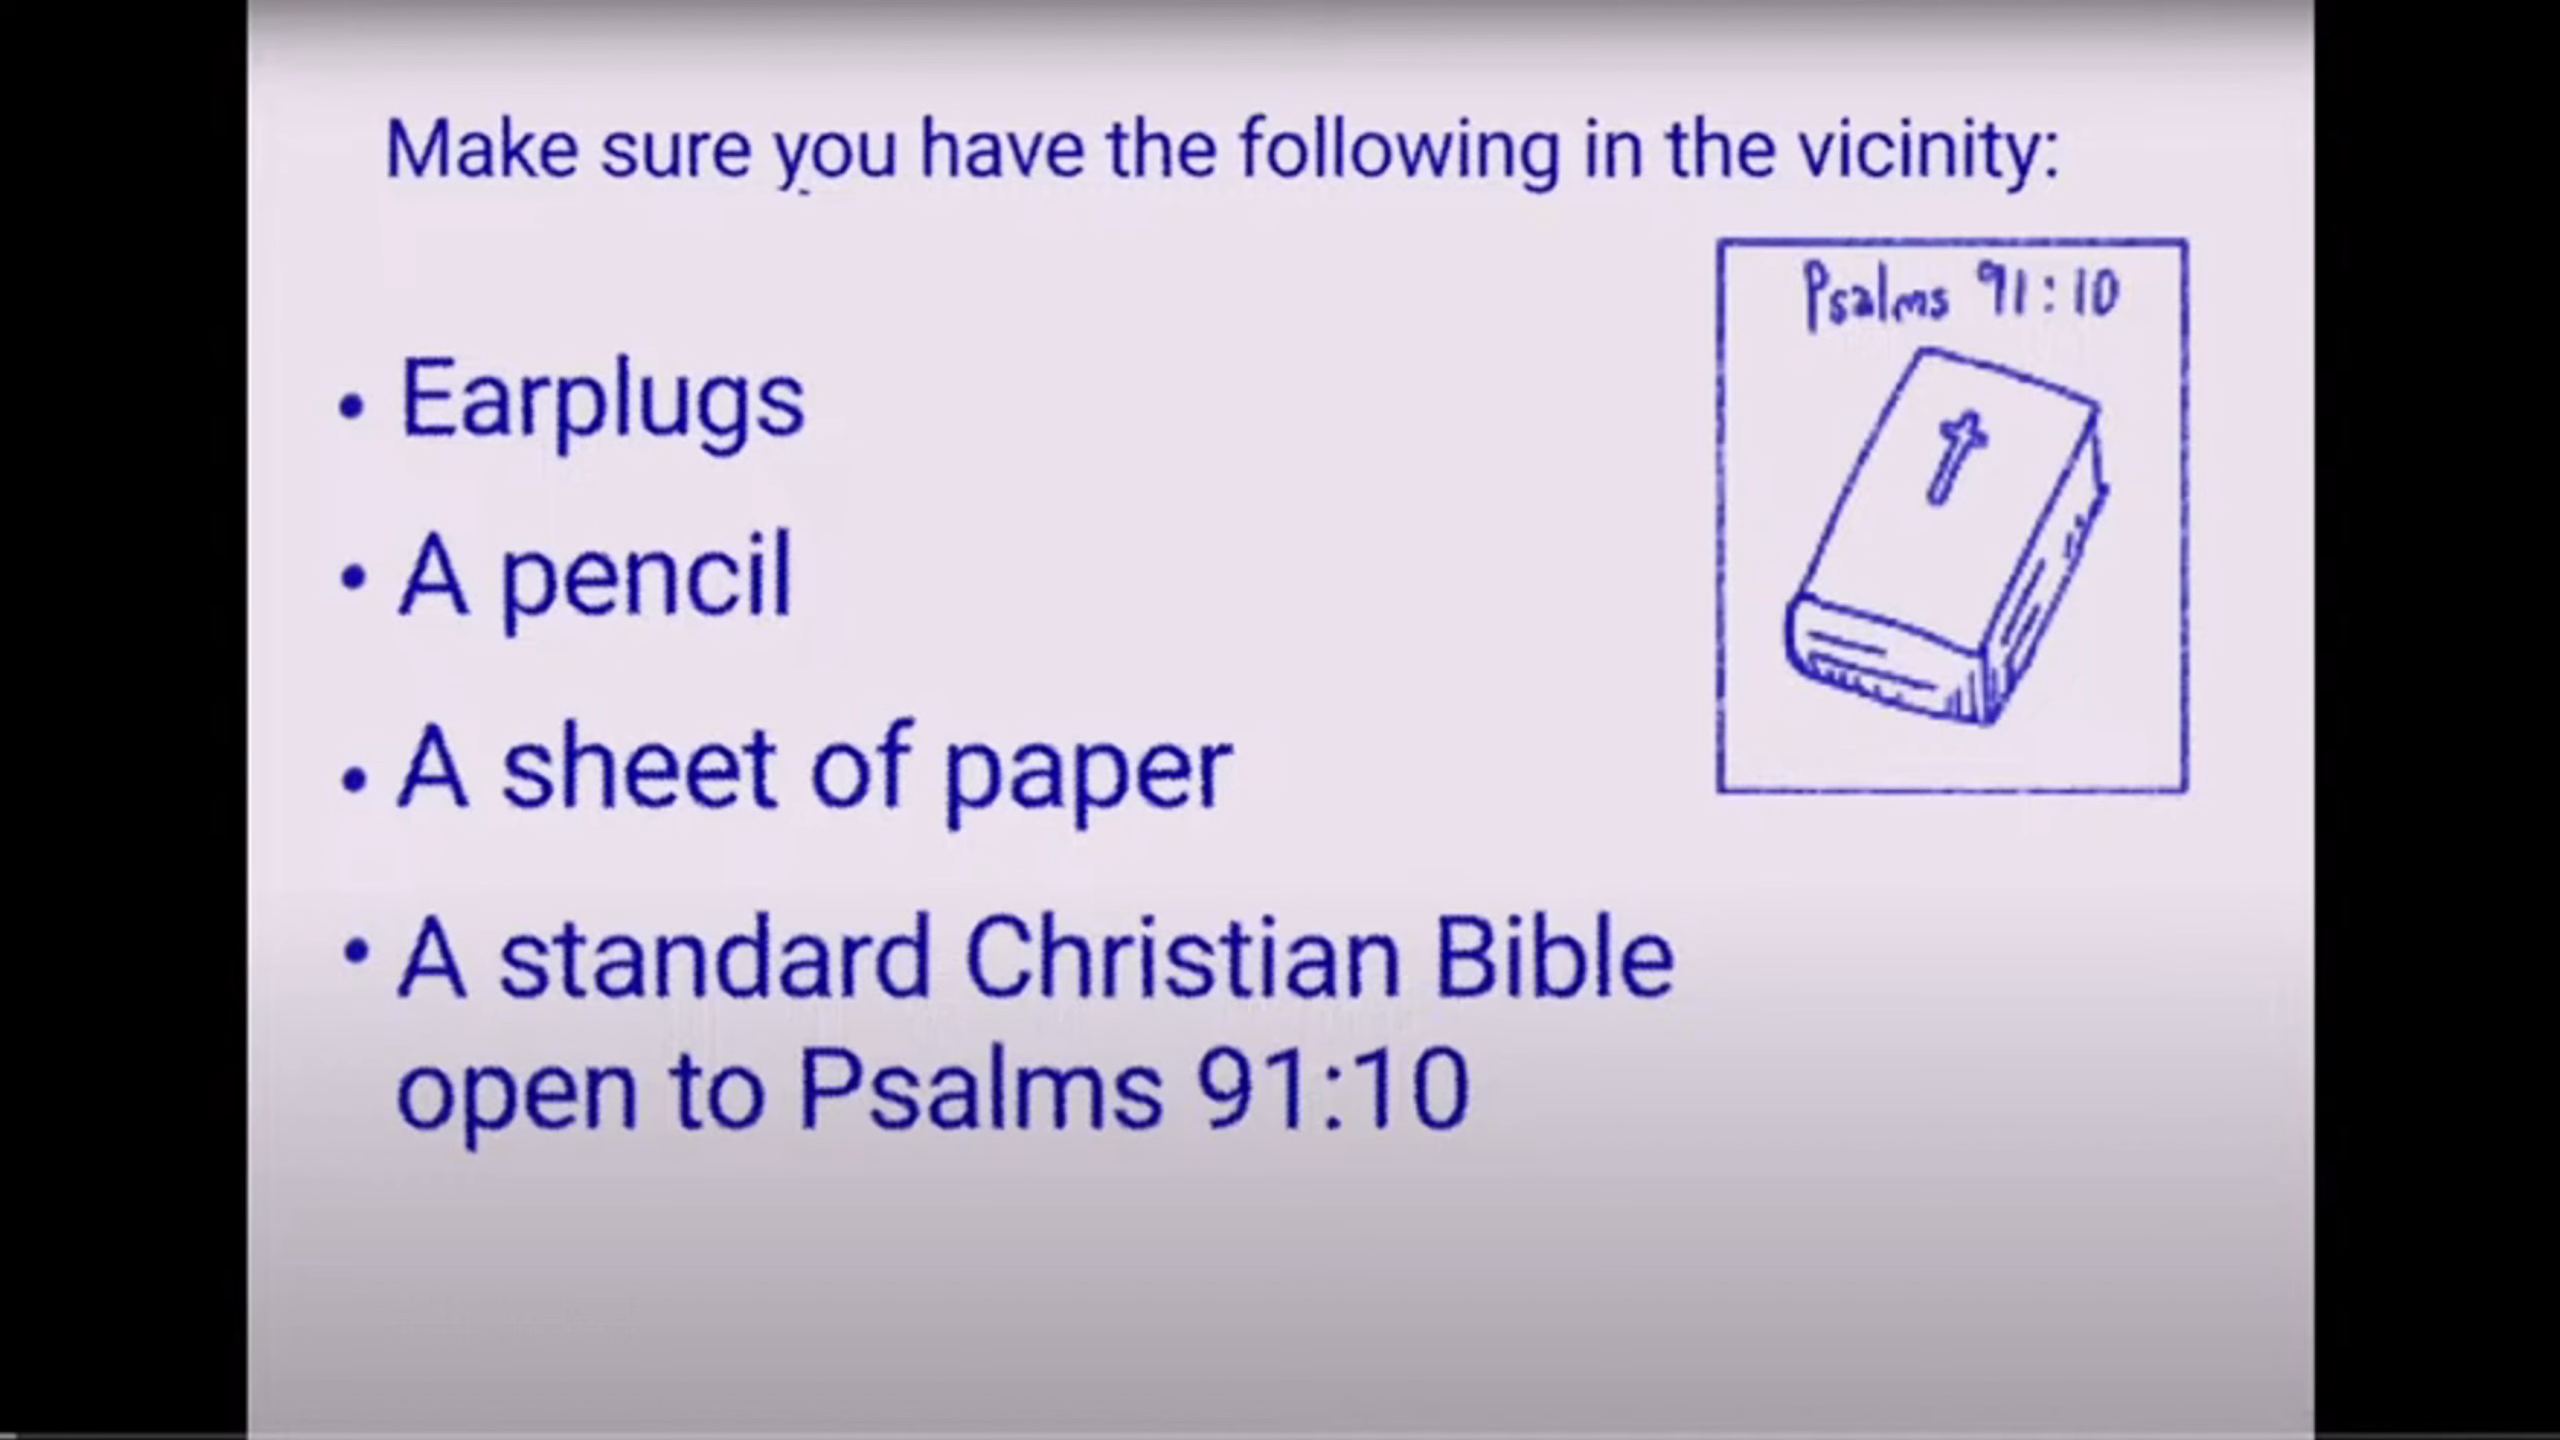 Make sure you have the following in the vicinity:
Psalms 91:10
• Earplugs
• A pencil
• A sheet of paper
• A standard Christian Bible
open to Psalms 91:10